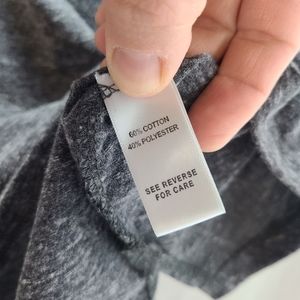 60% COTTON
40% POLYESTER
SEE REVERSE
FOR CARE